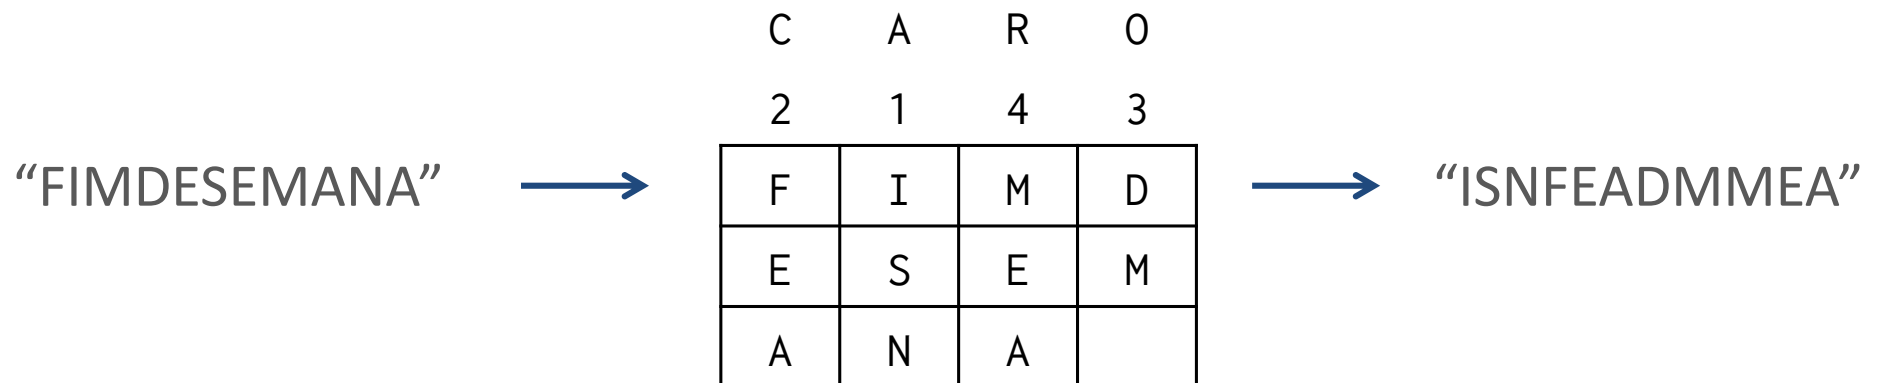 C A R O
2 1 4 3
“FIMDESEMANA” F I M D “ISNFEADMMEA”
E S E M
A N A